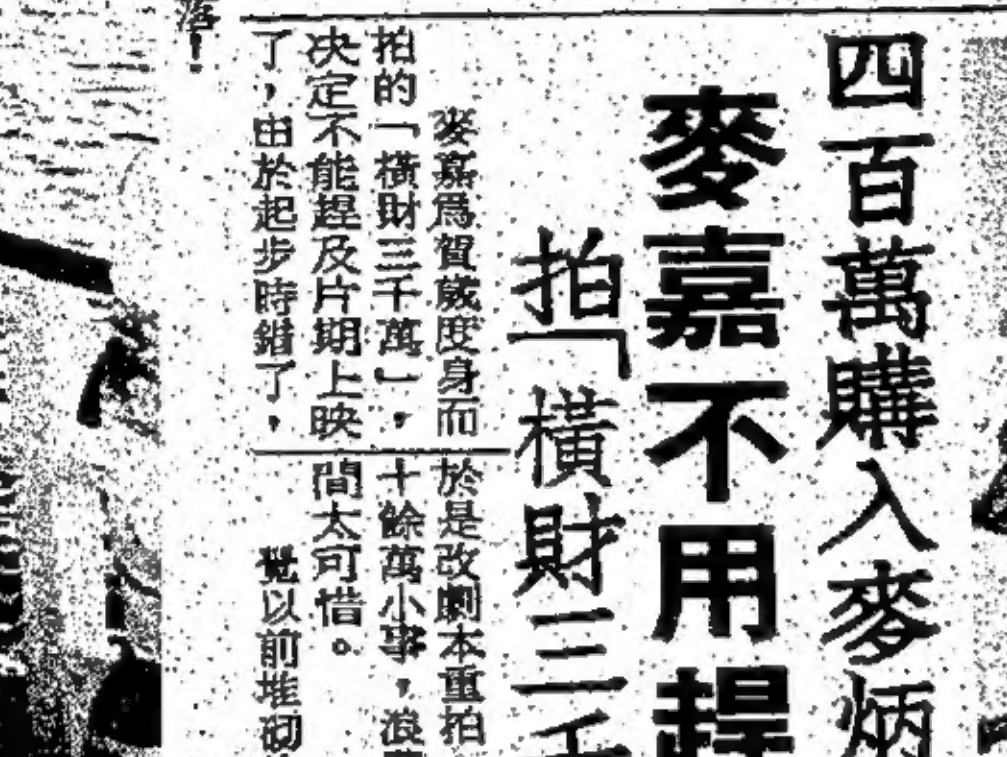 四百萬購入麥炳
麥嘉不用趕
拍「橫財三千
麥嘉爲賀歲度身而
拍的「橫財三千萬」，
決定不能趕及片期上映
了，由於起步時錯了，
於是改劇本重拍
十餘萬小事，浪
間太可惜。
覺以前堆砌
落！